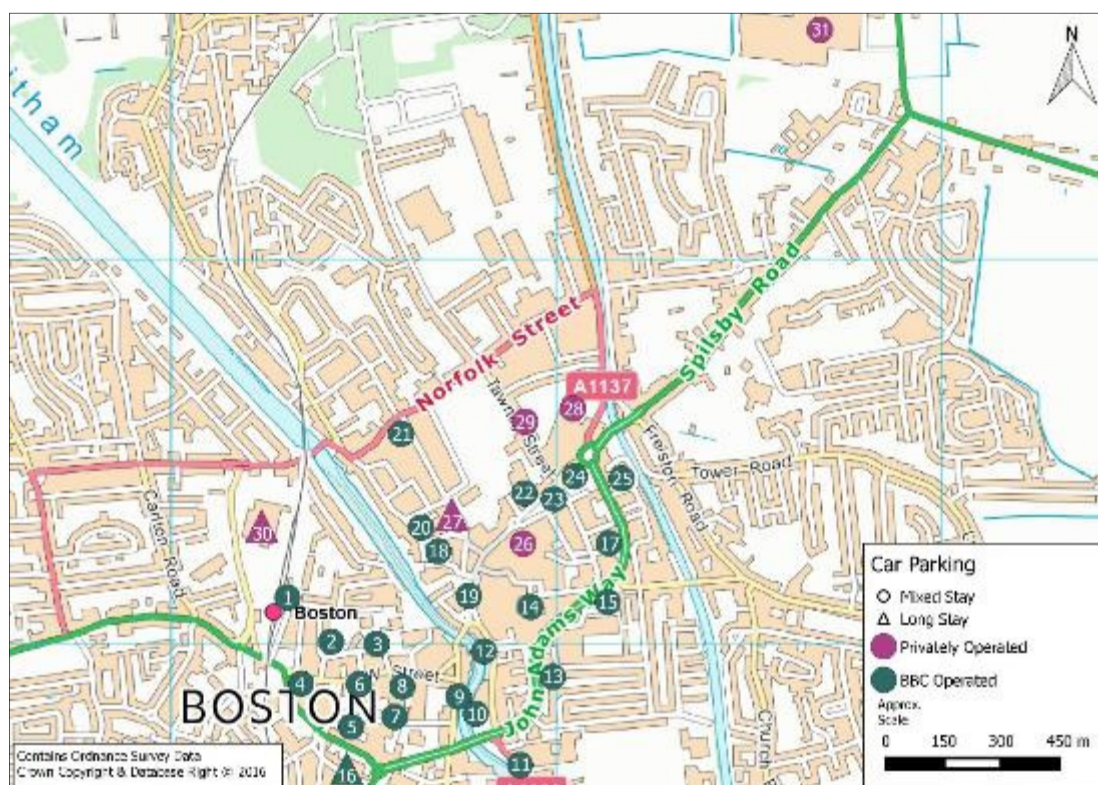 itham
31
N
Spilsby Road
Norfolk Street
A1137
28
29
21
Street
24
25
22
23
Freiston Road
Tower Road
20
27
30
Carlton Road
18
26
17
1
Boston
19
14
15
John Adams Way
2
3
12
4
6
8
Street
9
13
BOSTON
7
10
5
Church
16
11
Car Parking
Mixed Stay
Long Stay
Privately Operated
BBC Operated
Approx.
Scale
0 150 300 450 m
Contains Ordnance Survey Data
Crown Copyright & Database Right © 2016